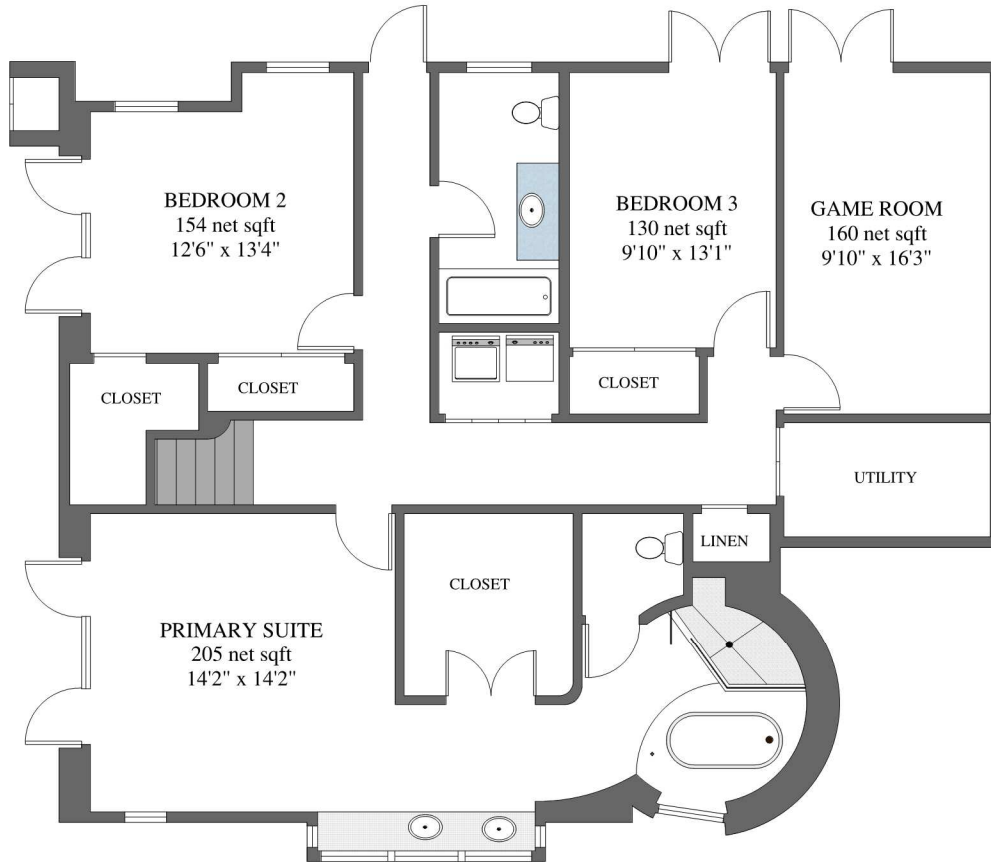 BEDROOM 2
154 net sqft
12'6" x 13'4"
BEDROOM 3
130 net sqft
9'10" x 13'1"
GAME ROOM
160 net sqft
9'10" x 16'3"
CLOSET
CLOSET
CLOSET
UTILITY
LINEN
CLOSET
PRIMARY SUITE
205 net sqft
14'2" x 14'2"